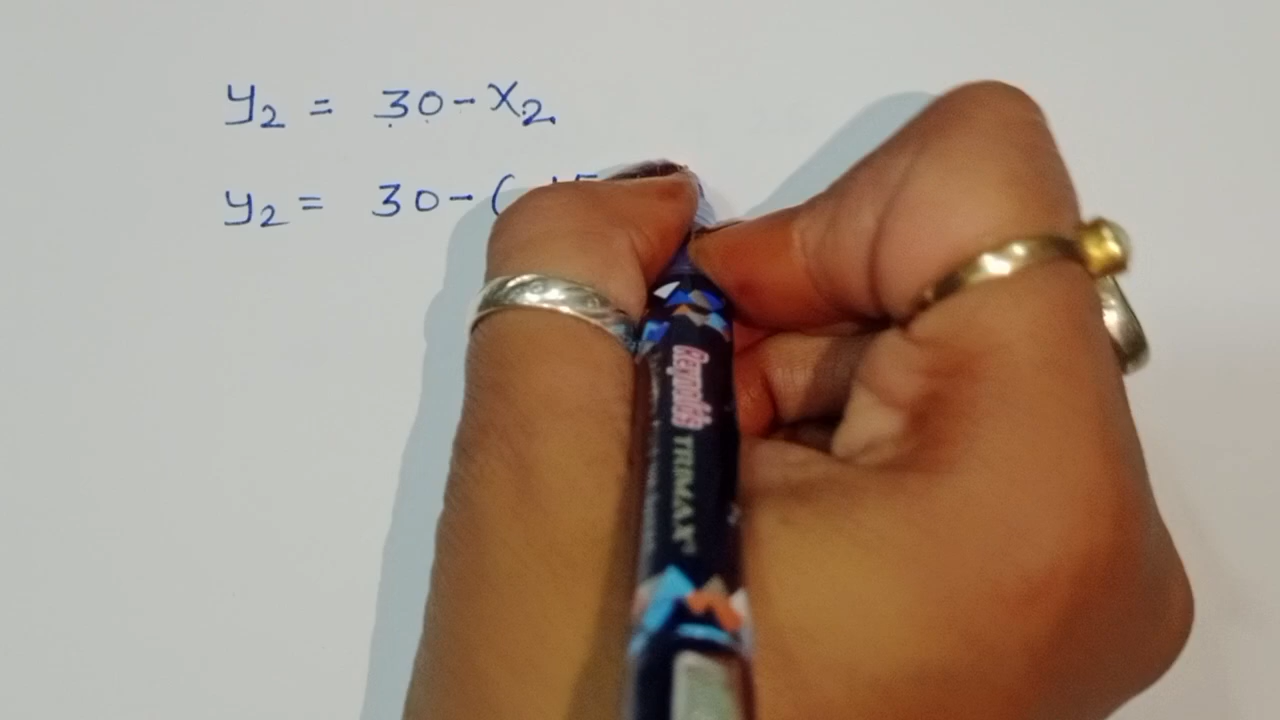 y₂ = 30 - x₂
y₂ = 30 - (
Reynolds TRIMAX